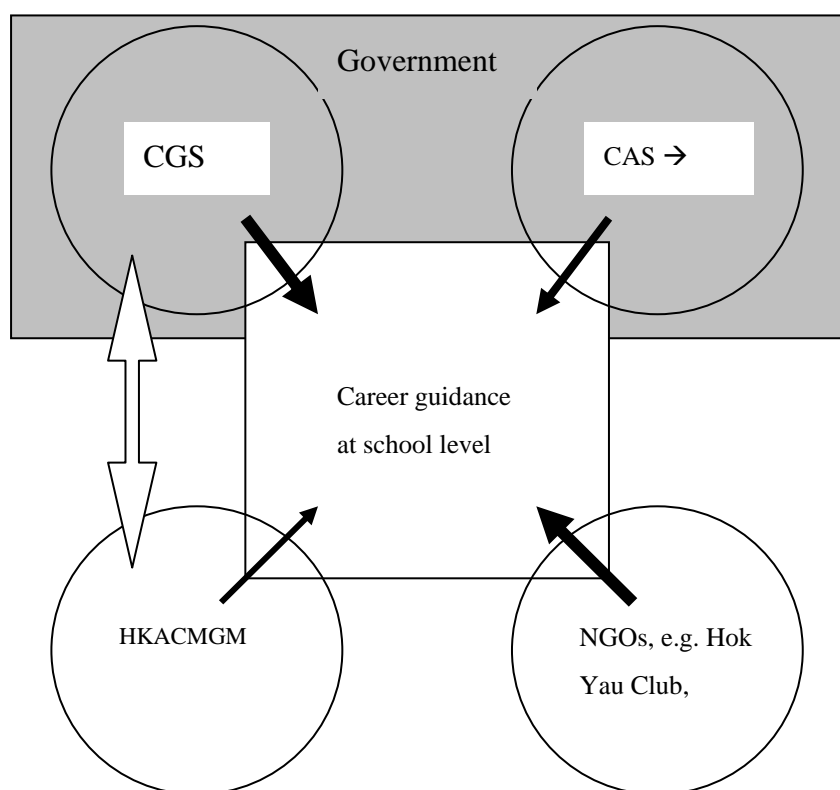 Government
CGS
CAS →
Career guidance
at school level
HKACMGM
NGOs, e.g. Hok
Yau Club,